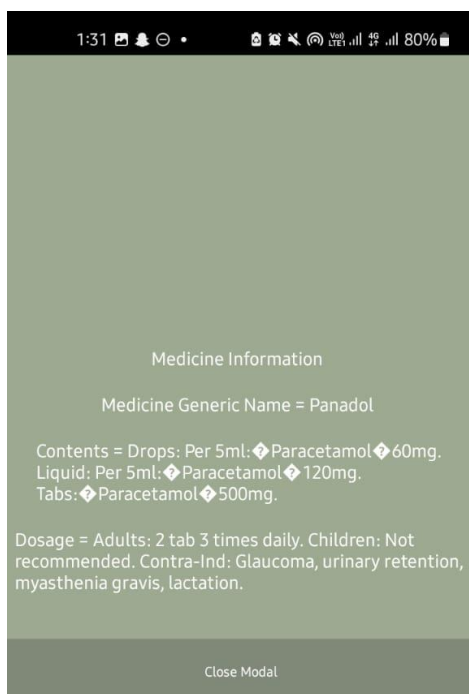 1:31 80%
Medicine Information
Medicine Generic Name = Panadol
Contents = Drops: Per 5ml:�Paracetamol�60mg.
Liquid: Per 5ml:�Paracetamol�120mg.
Tabs:�Paracetamol�500mg.
Dosage = Adults: 2 tab 3 times daily. Children: Not
recommended. Contra-Ind: Glaucoma, urinary retention,
myasthenia gravis, lactation.
Close Modal